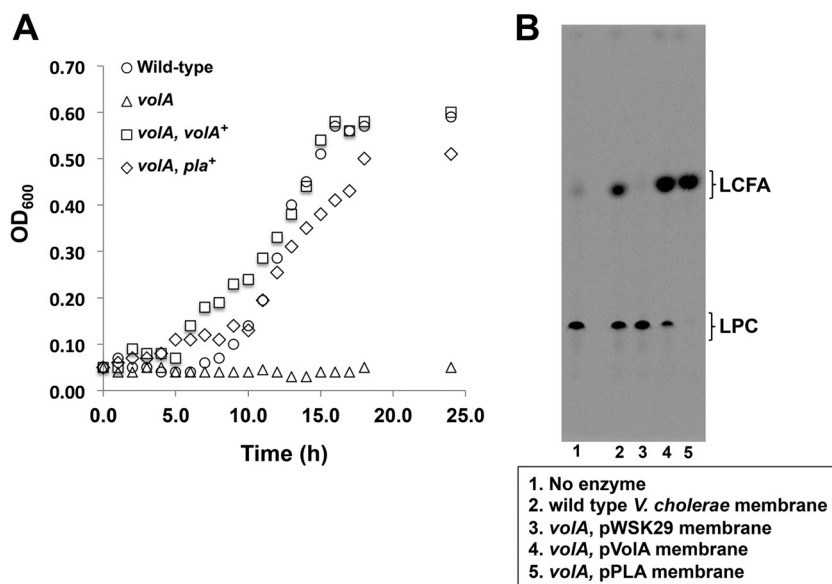 A
B
Wild-type
volA
volA, volA⁺
volA, pla⁺
0.70
0.60
0.50
0.40
0.30
0.20
0.10
0.00
OD₆₀₀
0.0 5.0 10.0 15.0 20.0 25.0
Time (h)
LCFA
LPC
1 2 3 4 5
1. No enzyme
2. wild type V. cholerae membrane
3. volA, pWSK29 membrane
4. volA, pVolA membrane
5. volA, pPLA membrane